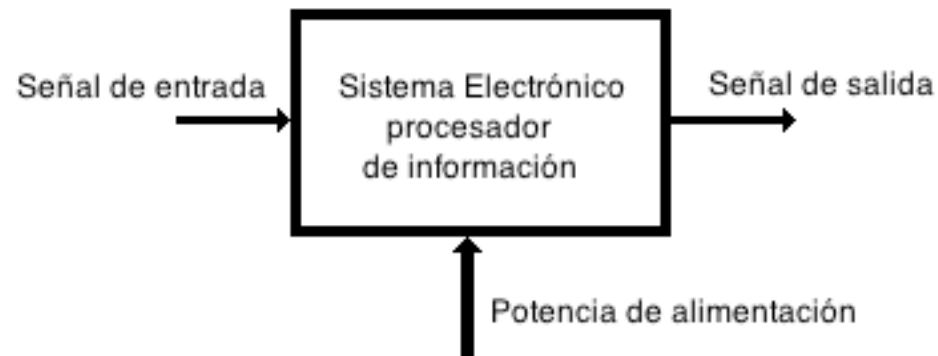 Señal de entrada
Sistema Electrónico
procesador
de información
Señal de salida
Potencia de alimentación